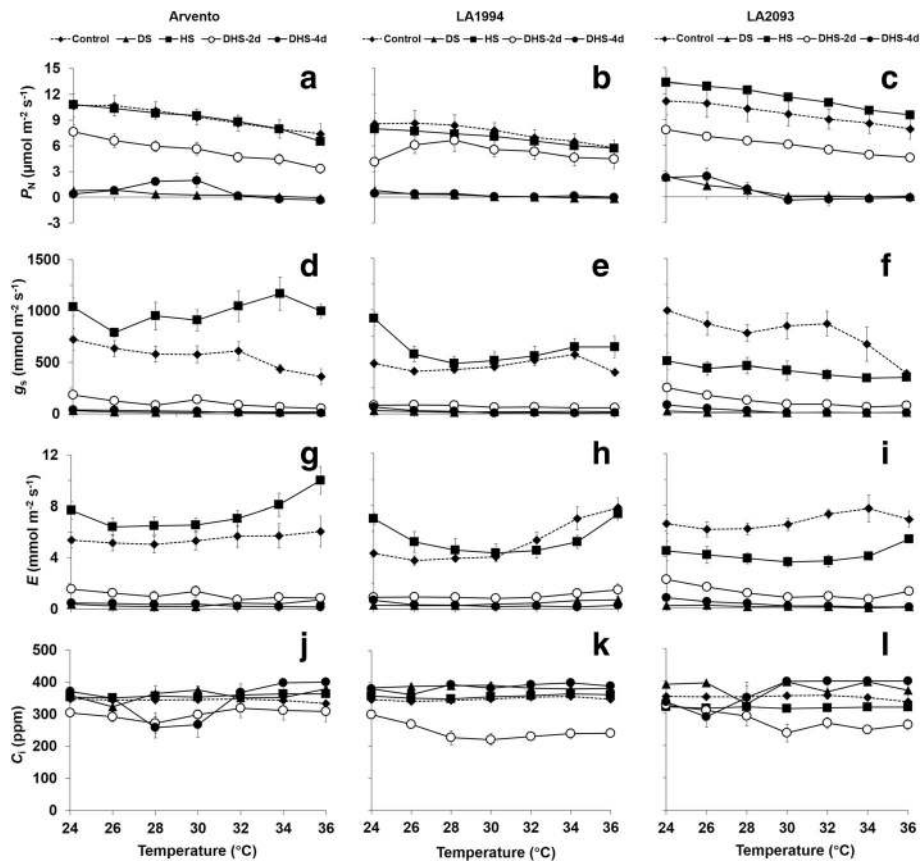 Arvento LA1994 LA2093
Control DS HS DHS-2d DHS-4d Control DS HS DHS-2d DHS-4d Control DS HS DHS-2d DHS-4d
a b c
15
12
9
6
3
0
-3
P_N (μmol m⁻² s⁻¹)
d e f
1500
1000
500
0
g_s (mmol m⁻² s⁻¹)
g h i
12
8
4
0
E (mmol m⁻² s⁻¹)
j k l
500
400
300
200
100
0
C_i (ppm)
24 26 28 30 32 34 36 24 26 28 30 32 34 36 24 26 28 30 32 34 36
Temperature (°C) Temperature (°C) Temperature (°C)